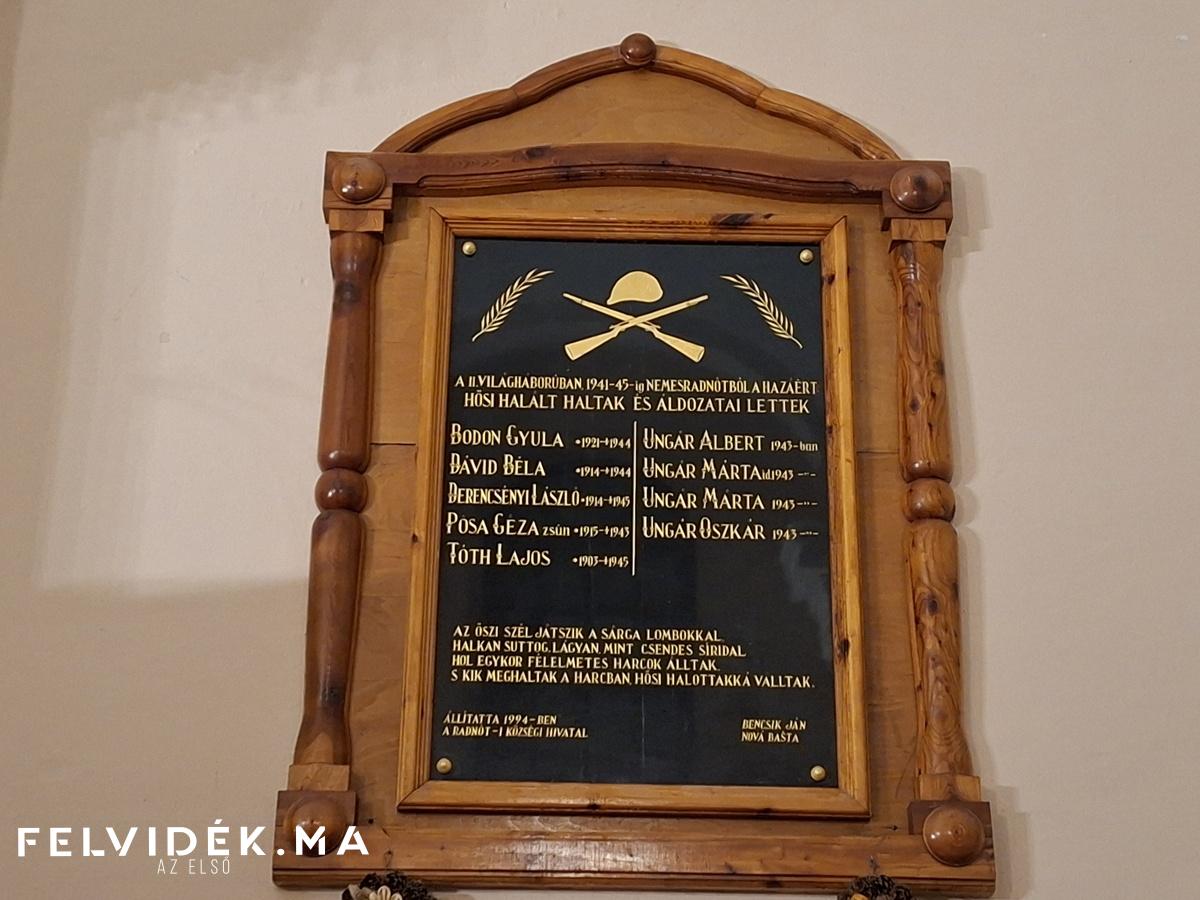 A II. VILÁGHÁBORÚBAN, 1941-45-ig NEMESRADNÓTBÓL A HAZÁÉRT
HŐSI HALÁLT HALTAK ÉS ÁLDOZATAI LETTEK
BODON GYULA •1921-†1944
DÁVID BÉLA •1914-†1944
DERENCSÉNYI LÁSZLÓ •1914-†1945
PÓSA GÉZA zsún •1915-†1943
TÓTH LAJOS •1903-†1945
UNGÁR ALBERT 1943-ban
UNGÁR MÁRTA id. 1943 -"-
UNGÁR MÁRTA 1943 -"-
UNGÁR OSZKÁR 1943 -"-
AZ ŐSZI SZÉL JÁTSZIK A SÁRGA LOMBOKKAL.
HALKAN SUTTOG, LÁGYAN, MINT CSENDES SÍRIDAL
HOL EGYKOR FÉLELMETES HARCOK ÁLLTAK.
S KIK MEGHALTAK A HARCBAN, HŐSI HALOTTAKKÁ VALLTAK.
ÁLLÍTATTA 1994-BEN
A RADNÓT-I KÖZSÉGI HIVATAL
BENCSIK JÁN
NOVÁ BAŠTA
FELVIDÉK.MA
AZ ELSŐ